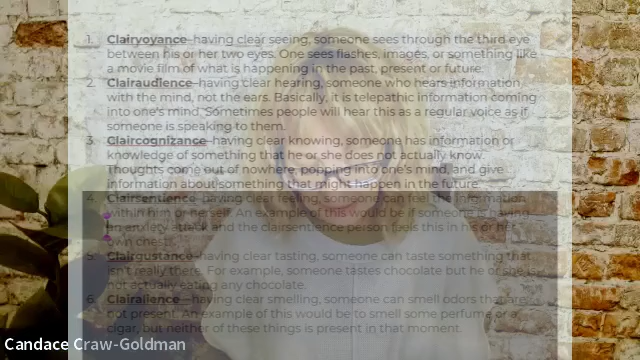 1. Clairvoyance–having clear seeing, someone sees through the third eye
between his or her two eyes. One sees flashes, images, or something like
a movie film of what is happening in the past, present or future.
2. Clairaudience–having clear hearing, someone who hears information
with the mind, not the ears. Basically, it is telepathic information coming
into one's mind. Sometimes people will hear this as a regular voice as if
someone is speaking to them.
3. Claircognizance–having clear knowing, someone has information or
knowledge of something that he or she does not actually know.
Thoughts come out of nowhere, popping into one's mind, and give
information about something that might happen in the future.
4. Clairsentience–having clear feeling, someone can feel the information
within him or herself. An example of this would be if someone is having
an anxiety attack and the clairsentience person feels this in his or her
own chest.
5. Clairgustance–having clear tasting, someone can taste something that
isn't really there. For example, someone tastes chocolate but he or she is
not actually eating any chocolate.
6. Clairalience–having clear smelling, someone can smell odors that are
not present. An example of this would be to smell some perfume or a
cigar, but neither of these things is present in that moment.
Candace Craw-Goldman